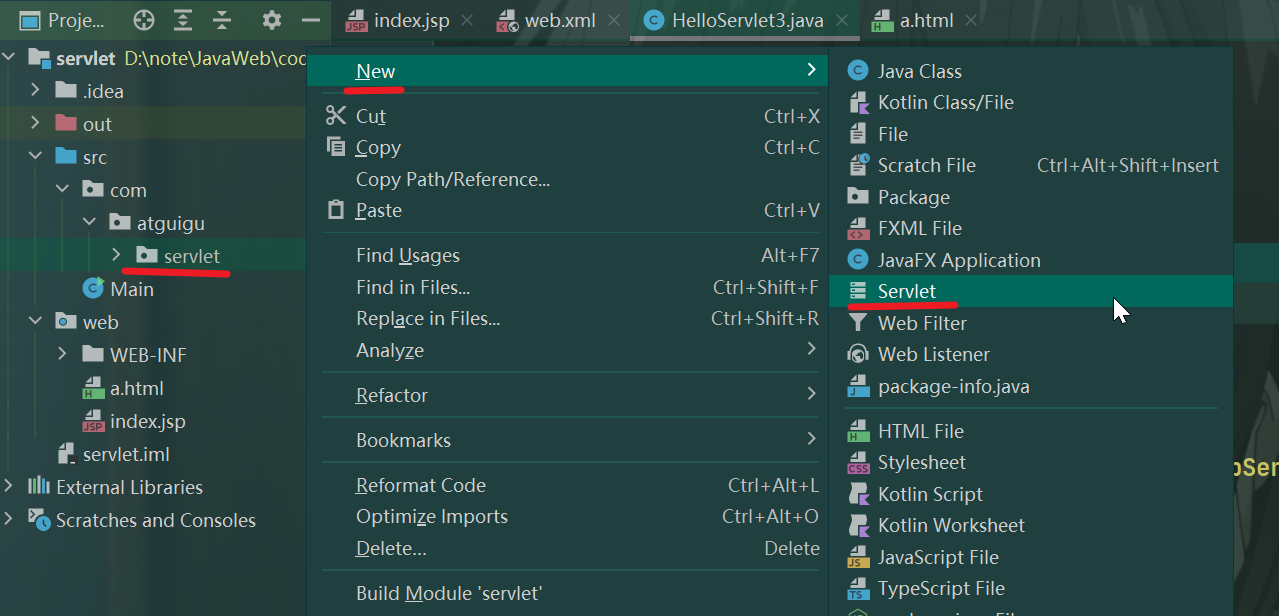 Proje...
index.jsp
web.xml
HelloServlet3.java
a.html
servlet D:\note\JavaWeb\coc
.idea
out
src
com
atguigu
servlet
Main
web
WEB-INF
a.html
index.jsp
servlet.iml
External Libraries
Scratches and Consoles
New
Cut Ctrl+X
Copy Ctrl+C
Copy Path/Reference...
Paste Ctrl+V
Find Usages Alt+F7
Find in Files... Ctrl+Shift+F
Replace in Files... Ctrl+Shift+R
Analyze
Refactor
Bookmarks
Reformat Code Ctrl+Alt+L
Optimize Imports Ctrl+Alt+O
Delete... Delete
Build Module 'servlet'
Java Class
Kotlin Class/File
File
Scratch File Ctrl+Alt+Shift+Insert
Package
FXML File
JavaFX Application
Servlet
Web Filter
Web Listener
package-info.java
HTML File
Stylesheet
Kotlin Script
Kotlin Worksheet
JavaScript File
TypeScript File